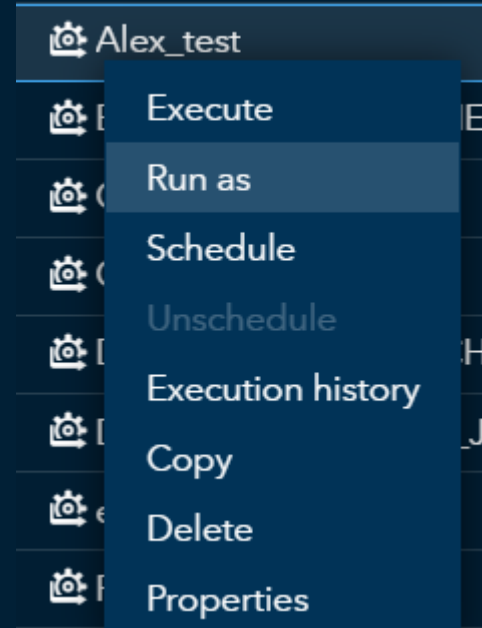 Alex_test
Execute
Run as
Schedule
Unschedule
Execution history
Copy
Delete
Properties